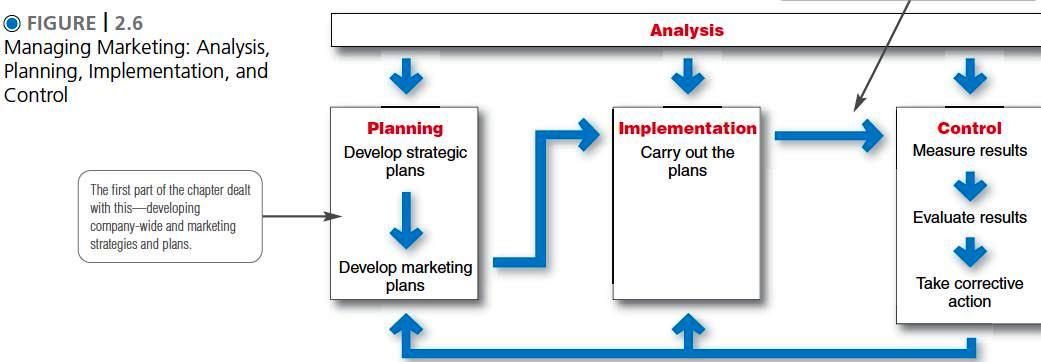 FIGURE | 2.6
Managing Marketing: Analysis,
Planning, Implementation, and
Control
Analysis
Planning
Develop strategic
plans
Develop marketing
plans
Implementation
Carry out the
plans
Control
Measure results
Evaluate results
Take corrective
action
The first part of the chapter dealt
with this—developing
company-wide and marketing
strategies and plans.